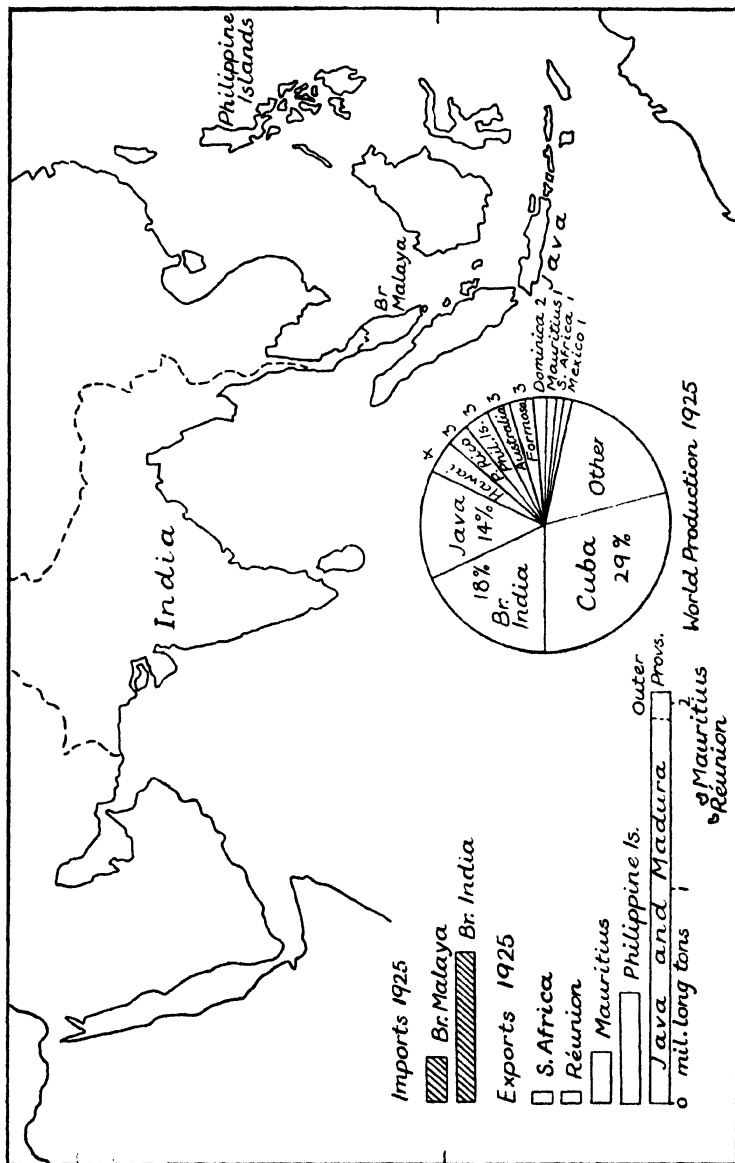 Philippine
Islands
India
Br
Malaya
Java
Java
14%
Hawai 4
P. Rico 3
Phil. Is. 3
Australia 3
Formosa 3
Dominica 2
Mauritius 1
S. Africa 1
Mexico 1
Other
Cuba
29%
18%
Br.
India
World Production 1925
Imports 1925
Br. Malaya
Br. India
Exports 1925
S. Africa
Réunion
Mauritius
Philippine Is.
Java and Madura
Outer
Provs.
0 1 2
mil. long tons
Mauritius
Réunion